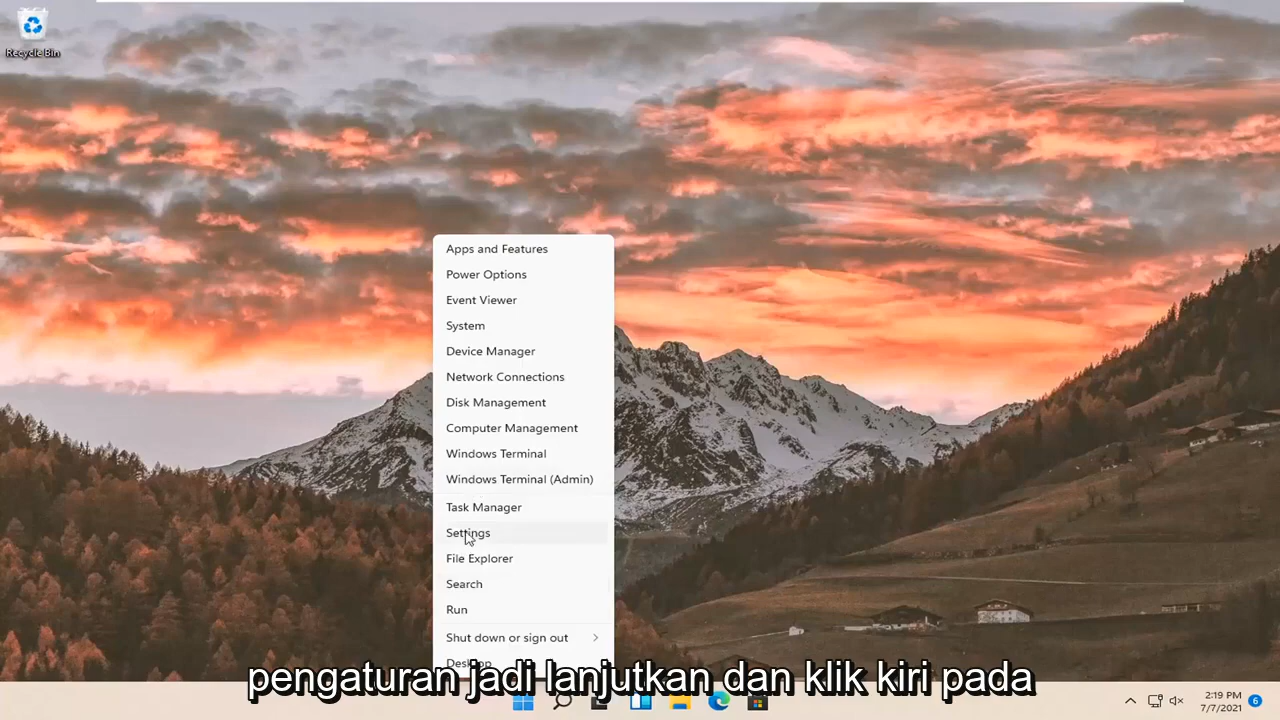 Recycle Bin
Apps and Features
Power Options
Event Viewer
System
Device Manager
Network Connections
Disk Management
Computer Management
Windows Terminal
Windows Terminal (Admin)
Task Manager
Settings
File Explorer
Search
Run
Shut down or sign out
Desktop
pengaturan jadi lanjutkan dan klik kiri pada
2:19 PM
7/7/2021
6